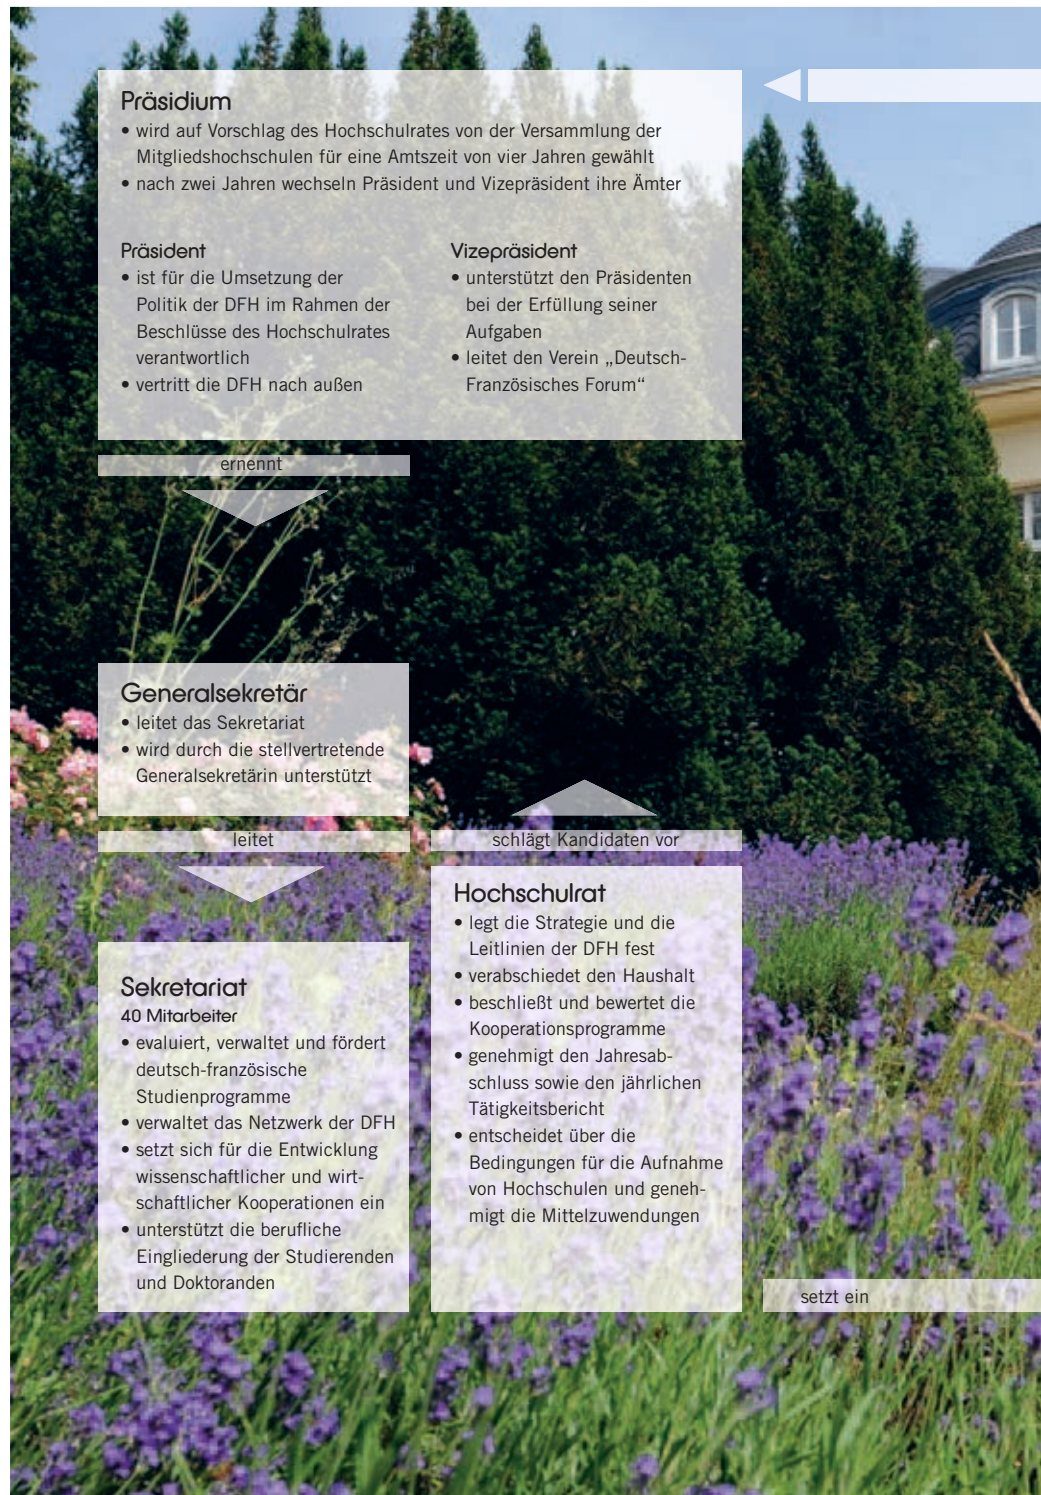 Präsidium
• wird auf Vorschlag des Hochschulrates von der Versammlung der
Mitgliedshochschulen für eine Amtszeit von vier Jahren gewählt
• nach zwei Jahren wechseln Präsident und Vizepräsident ihre Ämter
Präsident
• ist für die Umsetzung der
Politik der DFH im Rahmen der
Beschlüsse des Hochschulrates
verantwortlich
• vertritt die DFH nach außen
Vizepräsident
• unterstützt den Präsidenten
bei der Erfüllung seiner
Aufgaben
• leitet den Verein „Deutsch-
Französisches Forum“
ernennt
Generalsekretär
• leitet das Sekretariat
• wird durch die stellvertretende
Generalsekretärin unterstützt
leitet
Sekretariat
40 Mitarbeiter
• evaluiert, verwaltet und fördert
deutsch-französische
Studienprogramme
• verwaltet das Netzwerk der DFH
• setzt sich für die Entwicklung
wissenschaftlicher und wirt-
schaftlicher Kooperationen ein
• unterstützt die berufliche
Eingliederung der Studierenden
und Doktoranden
schlägt Kandidaten vor
Hochschulrat
• legt die Strategie und die
Leitlinien der DFH fest
• verabschiedet den Haushalt
• beschließt und bewertet die
Kooperationsprogramme
• genehmigt den Jahresab-
schluss sowie den jährlichen
Tätigkeitsbericht
• entscheidet über die
Bedingungen für die Aufnahme
von Hochschulen und geneh-
migt die Mittelzuwendungen
setzt ein